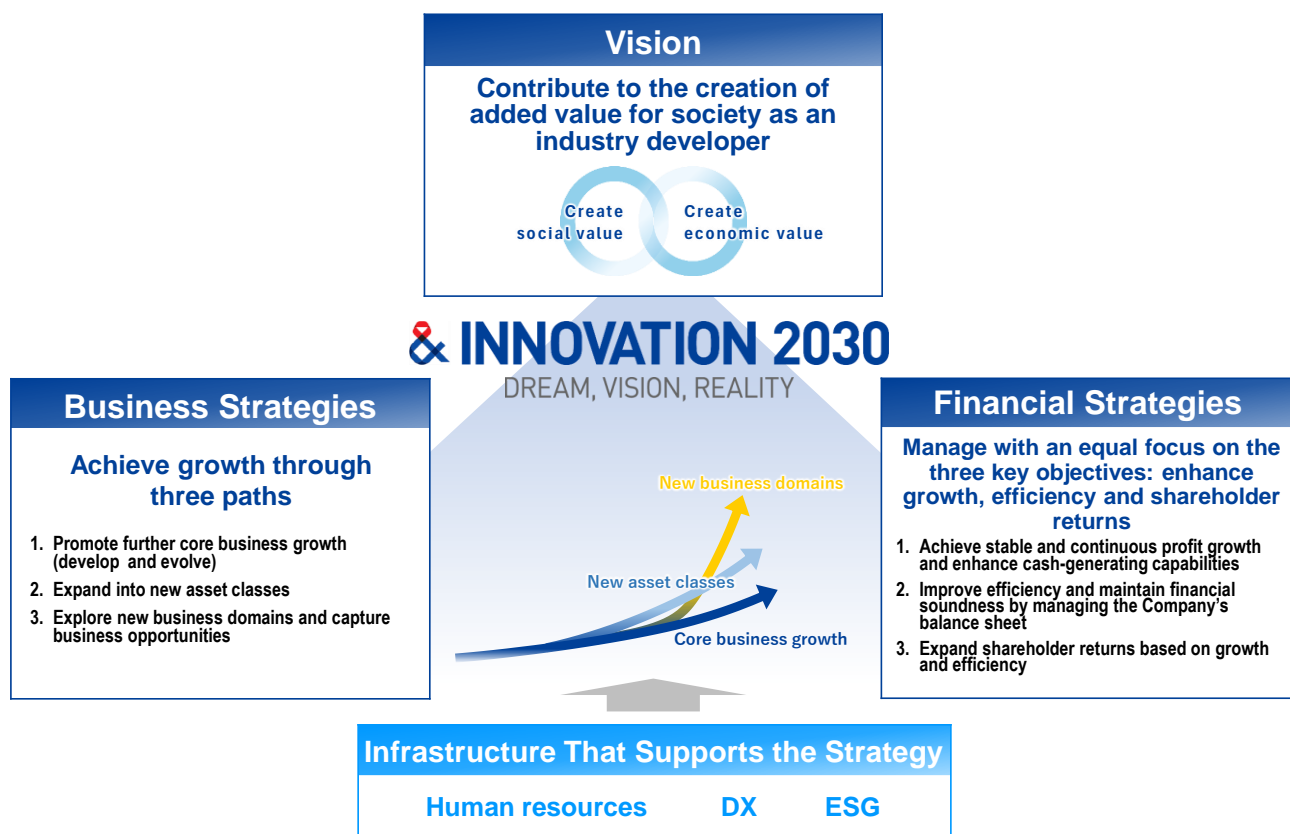 Vision
Contribute to the creation of
added value for society as an
industry developer
Create
social value
Create
economic value
& INNOVATION 2030
DREAM, VISION, REALITY
Business Strategies
Achieve growth through
three paths
1. Promote further core business growth
(develop and evolve)
2. Expand into new asset classes
3. Explore new business domains and capture
business opportunities
New business domains
New asset classes
Core business growth
Financial Strategies
Manage with an equal focus on the
three key objectives: enhance
growth, efficiency and shareholder
returns
1. Achieve stable and continuous profit growth
and enhance cash-generating capabilities
2. Improve efficiency and maintain financial
soundness by managing the Company’s
balance sheet
3. Expand shareholder returns based on growth
and efficiency
Infrastructure That Supports the Strategy
Human resources DX ESG